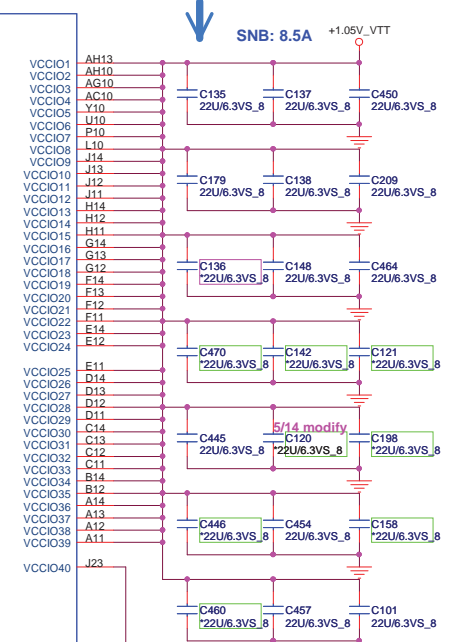 SNB: 8.5A
+1.05V_VTT
VCCIO1 AH13
VCCIO2 AH10
VCCIO3 AG10
VCCIO4 AC10
VCCIO5 Y10
VCCIO6 U10
VCCIO7 P10
VCCIO8 L10
VCCIO9 J14
VCCIO10 J13
VCCIO11 J12
VCCIO12 J11
VCCIO13 H14
VCCIO14 H12
VCCIO15 H11
VCCIO16 G14
VCCIO17 G13
VCCIO18 G12
VCCIO19 F14
VCCIO20 F13
VCCIO21 F12
VCCIO22 F11
VCCIO23 E14
VCCIO24 E12
VCCIO25 E11
VCCIO26 D14
VCCIO27 D13
VCCIO28 D12
VCCIO29 D11
VCCIO30 C14
VCCIO31 C13
VCCIO32 C12
VCCIO33 C11
VCCIO34 B14
VCCIO35 B12
VCCIO36 A14
VCCIO37 A13
VCCIO38 A12
VCCIO39 A11
VCCIO40 J23
C135 C137 C450
22U/6.3VS_8 22U/6.3VS_8 22U/6.3VS_8
C179 C138 C209
22U/6.3VS_8 22U/6.3VS_8 22U/6.3VS_8
C136 C148 C464
*22U/6.3VS_8 22U/6.3VS_8 22U/6.3VS_8
C470 C142 C121
*22U/6.3VS_8 *22U/6.3VS_8 *22U/6.3VS_8
5/14 modify
C445 C120 C198
22U/6.3VS_8 *22U/6.3VS_8 *22U/6.3VS_8
C446 C454 C158
*22U/6.3VS_8 22U/6.3VS_8 *22U/6.3VS_8
C460 C457 C101
*22U/6.3VS_8 22U/6.3VS_8 22U/6.3VS_8